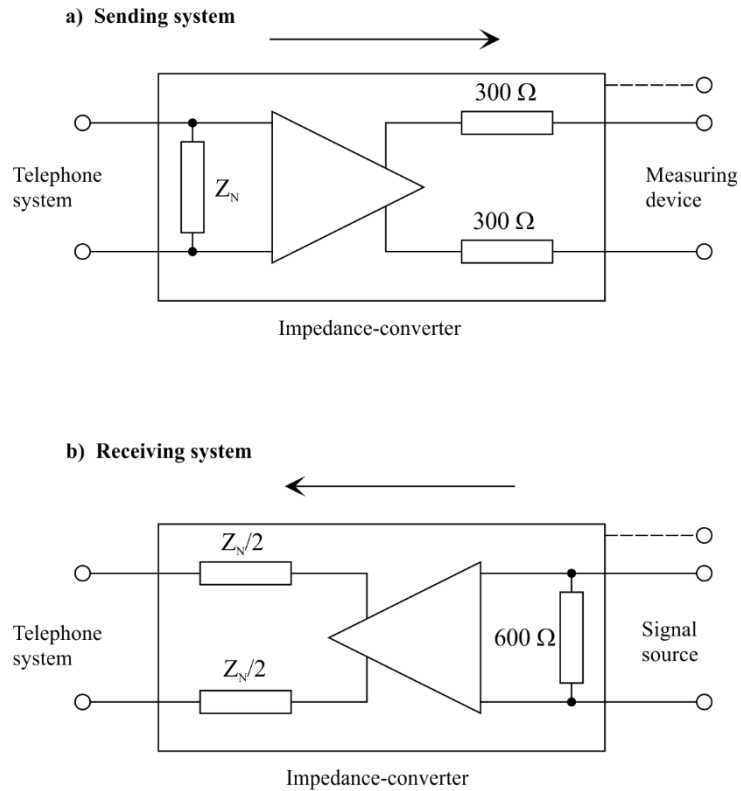 a) Sending system
300 Ω
Telephone
system
Z_N
Measuring
device
300 Ω
Impedance-converter
b) Receiving system
Z_N/2
Telephone
system
600 Ω
Signal
source
Z_N/2
Impedance-converter